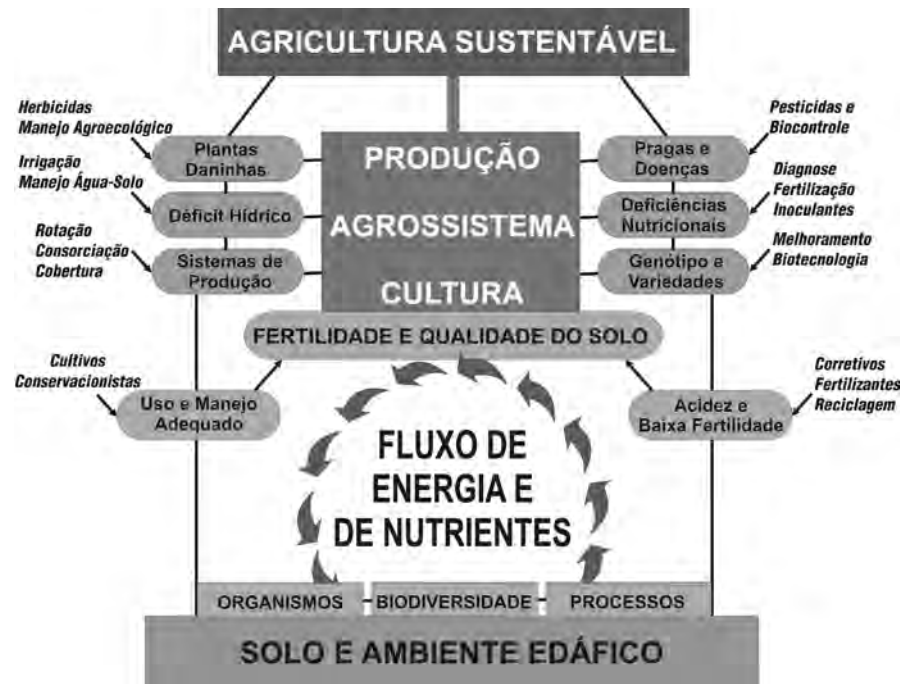 AGRICULTURA SUSTENTÁVEL
Herbicidas
Manejo Agroecológico
Plantas
Daninhas
Irrigação
Manejo Água-Solo
Déficit Hídrico
Rotação
Consorciação
Cobertura
Sistemas de
Produção
PRODUÇÃO
AGROSSISTEMA
CULTURA
Pesticidas e
Biocontrole
Pragas e
Doenças
Diagnose
Fertilização
Inoculantes
Deficiências
Nutricionais
Melhoramento
Biotecnologia
Genótipo e
Variedades
FERTILIDADE E QUALIDADE DO SOLO
Cultivos
Conservacionistas
Uso e Manejo
Adequado
Corretivos
Fertilizantes
Reciclagem
Acidez e
Baixa Fertilidade
FLUXO DE
ENERGIA E
DE NUTRIENTES
ORGANISMOS
BIODIVERSIDADE
PROCESSOS
SOLO E AMBIENTE EDÁFICO